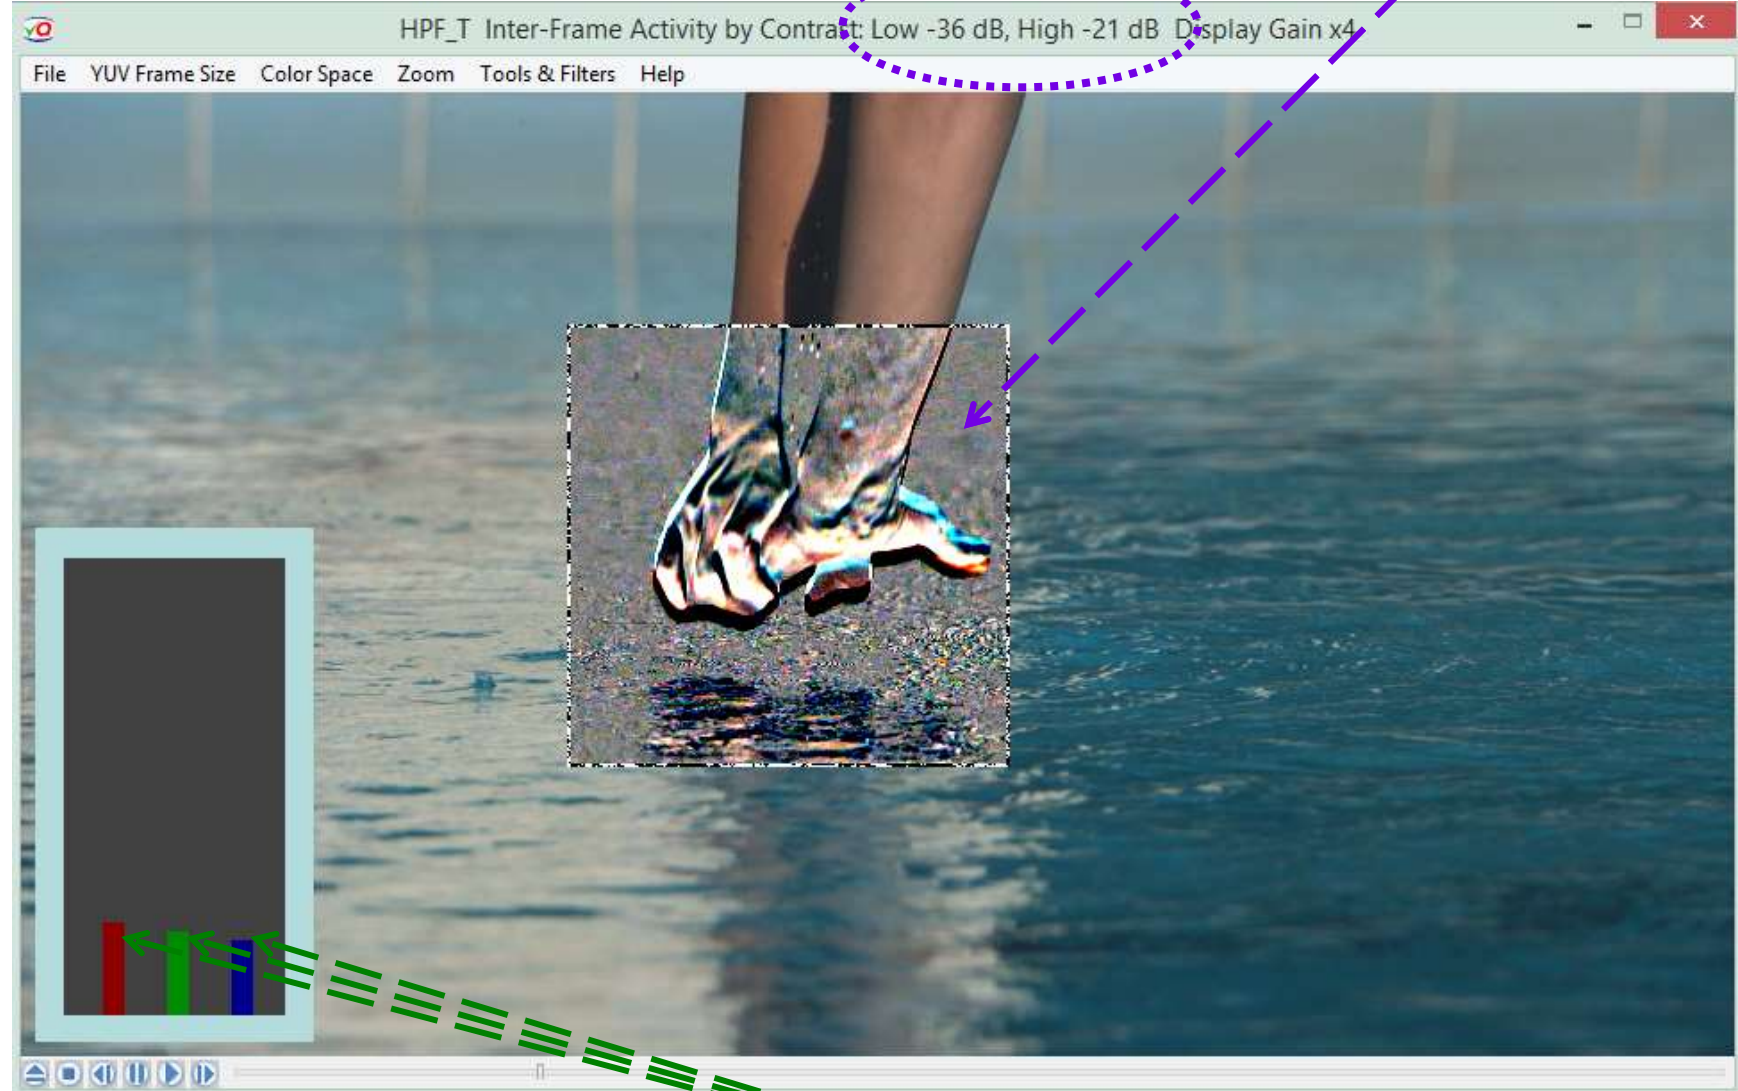 HPF_T Inter-Frame Activity by Contrast: Low -36 dB, High -21 dB Display Gain x4
File YUV Frame Size Color Space Zoom Tools & Filters Help